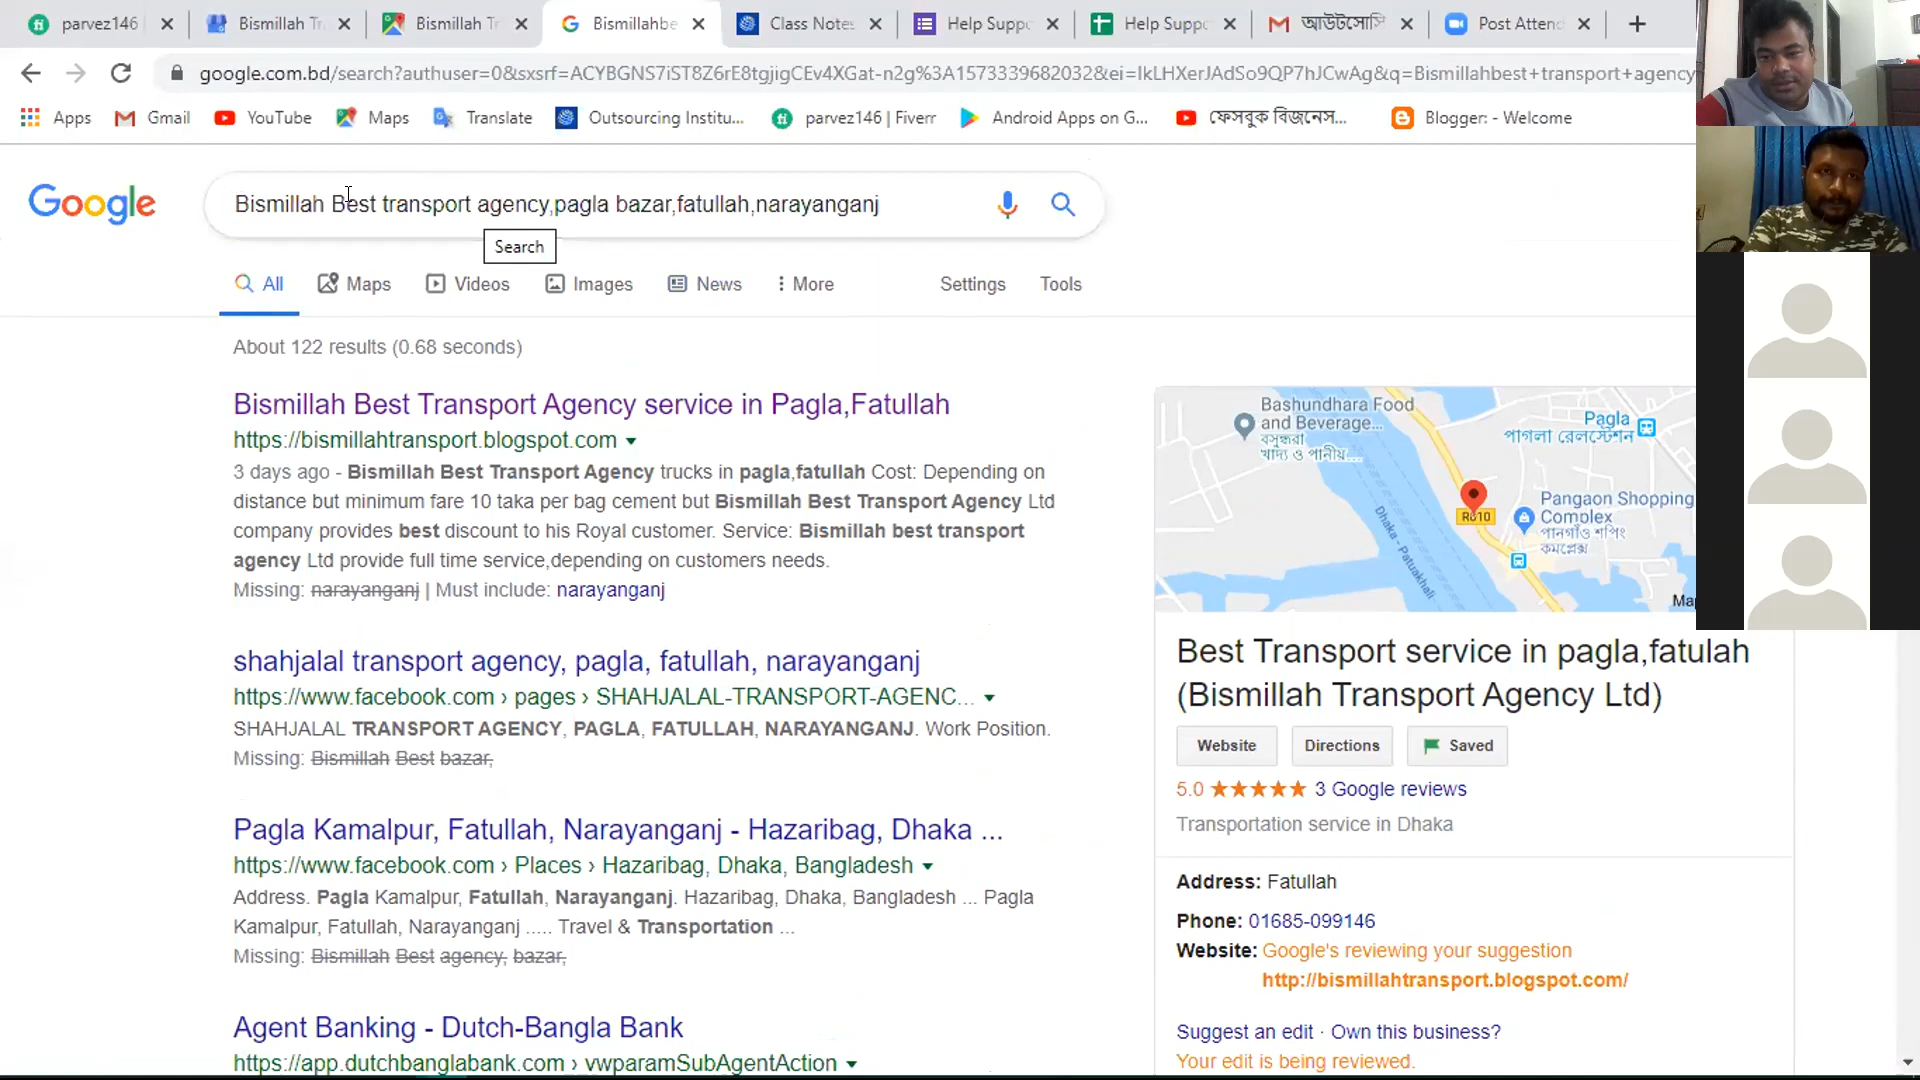 parvez146
Bismillah Tr
Bismillah Tr
Bismillahbe
Class Notes
Help Suppo
Help Suppo
আউটসোর্সি
Post Attend
google.com.bd/search?authuser=0&sxsrf=ACYBGNS7iST8Z6rE8tgjigCEv4XGat-n2g%3A1573339682032&ei=IkLHXerJAdSo9QP7hJCwAg&q=Bismillahbest+transport+agency
Apps
Gmail
YouTube
Maps
Translate
Outsourcing Institu...
parvez146 | Fiverr
Android Apps on G...
ফেসবুক বিজনেস...
Blogger: - Welcome
Google
Bismillah Best transport agency,pagla bazar,fatullah,narayanganj
Search
All
Maps
Videos
Images
News
More
Settings
Tools
About 122 results (0.68 seconds)
Bismillah Best Transport Agency service in Pagla,Fatullah
https://bismillahtransport.blogspot.com
3 days ago - Bismillah Best Transport Agency trucks in pagla,fatullah Cost: Depending on
distance but minimum fare 10 taka per bag cement but Bismillah Best Transport Agency Ltd
company provides best discount to his Royal customer. Service: Bismillah best transport
agency Ltd provide full time service,depending on customers needs.
Missing: narayanganj | Must include: narayanganj
shahjalal transport agency, pagla, fatullah, narayanganj
https://www.facebook.com › pages › SHAHJALAL-TRANSPORT-AGENC...
SHAHJALAL TRANSPORT AGENCY, PAGLA, FATULLAH, NARAYANGANJ. Work Position.
Missing: Bismillah Best bazar,
Pagla Kamalpur, Fatullah, Narayanganj - Hazaribag, Dhaka ...
https://www.facebook.com › Places › Hazaribag, Dhaka, Bangladesh
Address. Pagla Kamalpur, Fatullah, Narayanganj. Hazaribag, Dhaka, Bangladesh ... Pagla
Kamalpur, Fatullah, Narayanganj ..... Travel & Transportation ...
Missing: Bismillah Best agency, bazar,
Agent Banking - Dutch-Bangla Bank
https://app.dutchbanglabank.com › vwparamSubAgentAction
Bashundhara Food
and Beverage...
বসুন্ধরা
খাদ্য ও পানীয়...
Pagla
পাগলা রেলস্টেশন
R810
Pangaon Shopping
Complex
পানগাঁও শপিং
কমপ্লেক্স
Dhaka - Patuakhali
Ma
Best Transport service in pagla,fatulah
(Bismillah Transport Agency Ltd)
Website
Directions
Saved
5.0 ★★★★★ 3 Google reviews
Transportation service in Dhaka
Address: Fatullah
Phone: 01685-099146
Website: Google's reviewing your suggestion
http://bismillahtransport.blogspot.com/
Suggest an edit · Own this business?
Your edit is being reviewed.